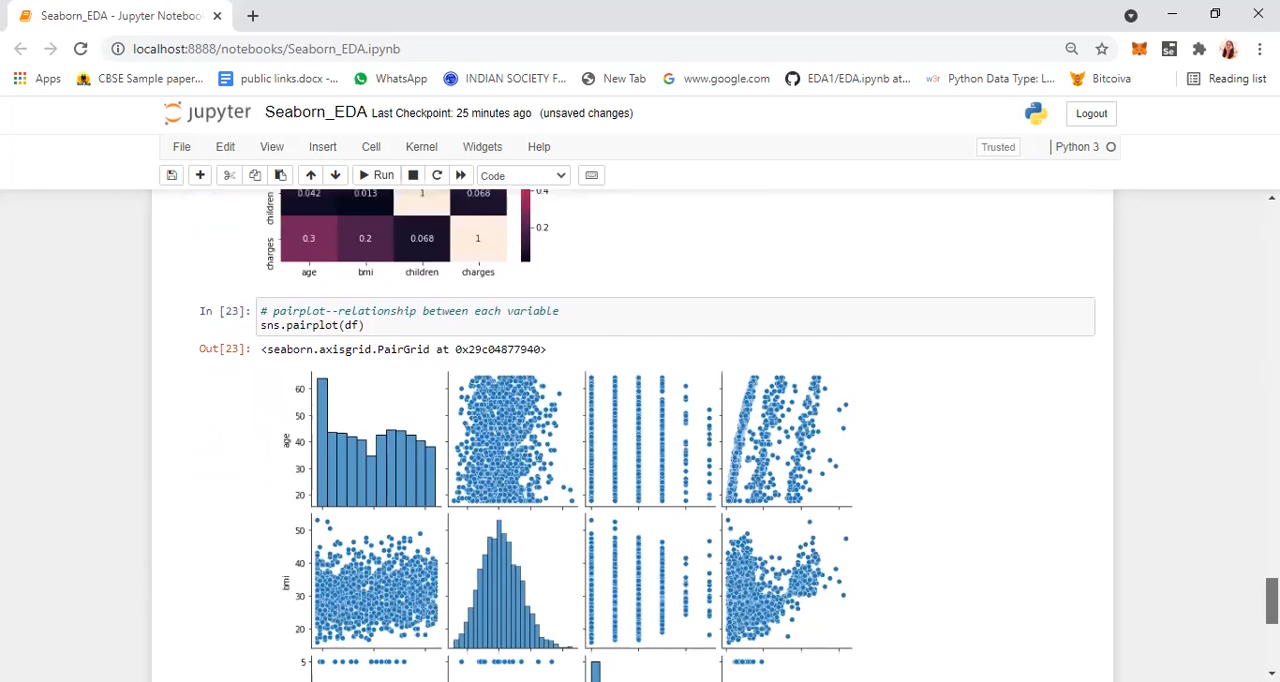 Seaborn_EDA - Jupyter Notebook
localhost:8888/notebooks/Seaborn_EDA.ipynb
Apps CBSE Sample paper... public links.docx -... WhatsApp INDIAN SOCIETY F... New Tab www.google.com EDA1/EDA.ipynb at... w3r Python Data Type: L... Bitcoiva Reading list
Se
jupyter Seaborn_EDA Last Checkpoint: 25 minutes ago (unsaved changes) Logout
File Edit View Insert Cell Kernel Widgets Help Trusted Python 3
Run Code
children 0.042 0.013 1 0.068 0.4
charges 0.3 0.2 0.068 1 0.2
age bmi children charges
In [23]: # pairplot--relationship between each variable
sns.pairplot(df)
Out[23]: <seaborn.axisgrid.PairGrid at 0x29c04877940>
60
50
age 40
30
20
50
40
bmi
30
20
5